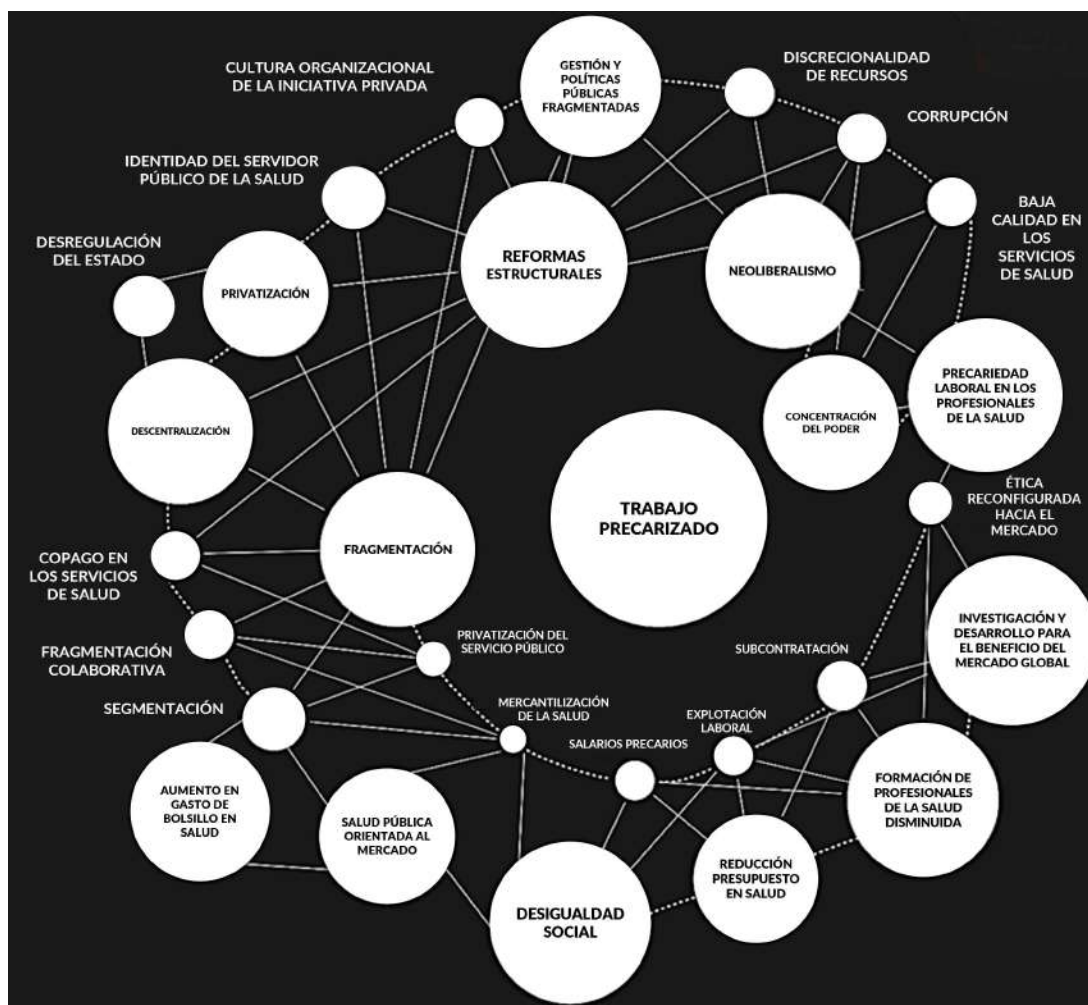 GESTIÓN Y
POLÍTICAS
PÚBLICAS
FRAGMENTADAS
DISCRECIONALIDAD
DE RECURSOS
CULTURA ORGANIZACIONAL
DE LA INICIATIVA PRIVADA
CORRUPCIÓN
IDENTIDAD DEL SERVIDOR
PÚBLICO DE LA SALUD
BAJA
CALIDAD EN
LOS
SERVICIOS
DE SALUD
DESREGULACIÓN
DEL ESTADO
REFORMAS
ESTRUCTURALES
NEOLIBERALISMO
PRIVATIZACIÓN
PRECARIEDAD
LABORAL EN LOS
PROFESIONALES
DE LA SALUD
CONCENTRACIÓN
DEL PODER
DESCENTRALIZACIÓN
TRABAJO
PRECARIZADO
ÉTICA
RECONFIGURADA
HACIA EL
MERCADO
FRAGMENTACIÓN
COPAGO EN
LOS SERVICIOS
DE SALUD
INVESTIGACIÓN Y
DESARROLLO PARA
EL BENEFICIO DEL
MERCADO GLOBAL
FRAGMENTACIÓN
COLABORATIVA
PRIVATIZACIÓN DEL
SERVICIO PÚBLICO
SUBCONTRATACIÓN
SEGMENTACIÓN
MERCANTILIZACIÓN
DE LA SALUD
EXPLOTACIÓN
LABORAL
SALARIOS PRECARIOS
AUMENTO EN
GASTO DE
BOLSILLO EN
SALUD
SALUD PÚBLICA
ORIENTADA AL
MERCADO
FORMACIÓN DE
PROFESIONALES
DE LA SALUD
DISMINUIDA
REDUCCIÓN
PRESUPUESTO
EN SALUD
DESIGUALDAD
SOCIAL